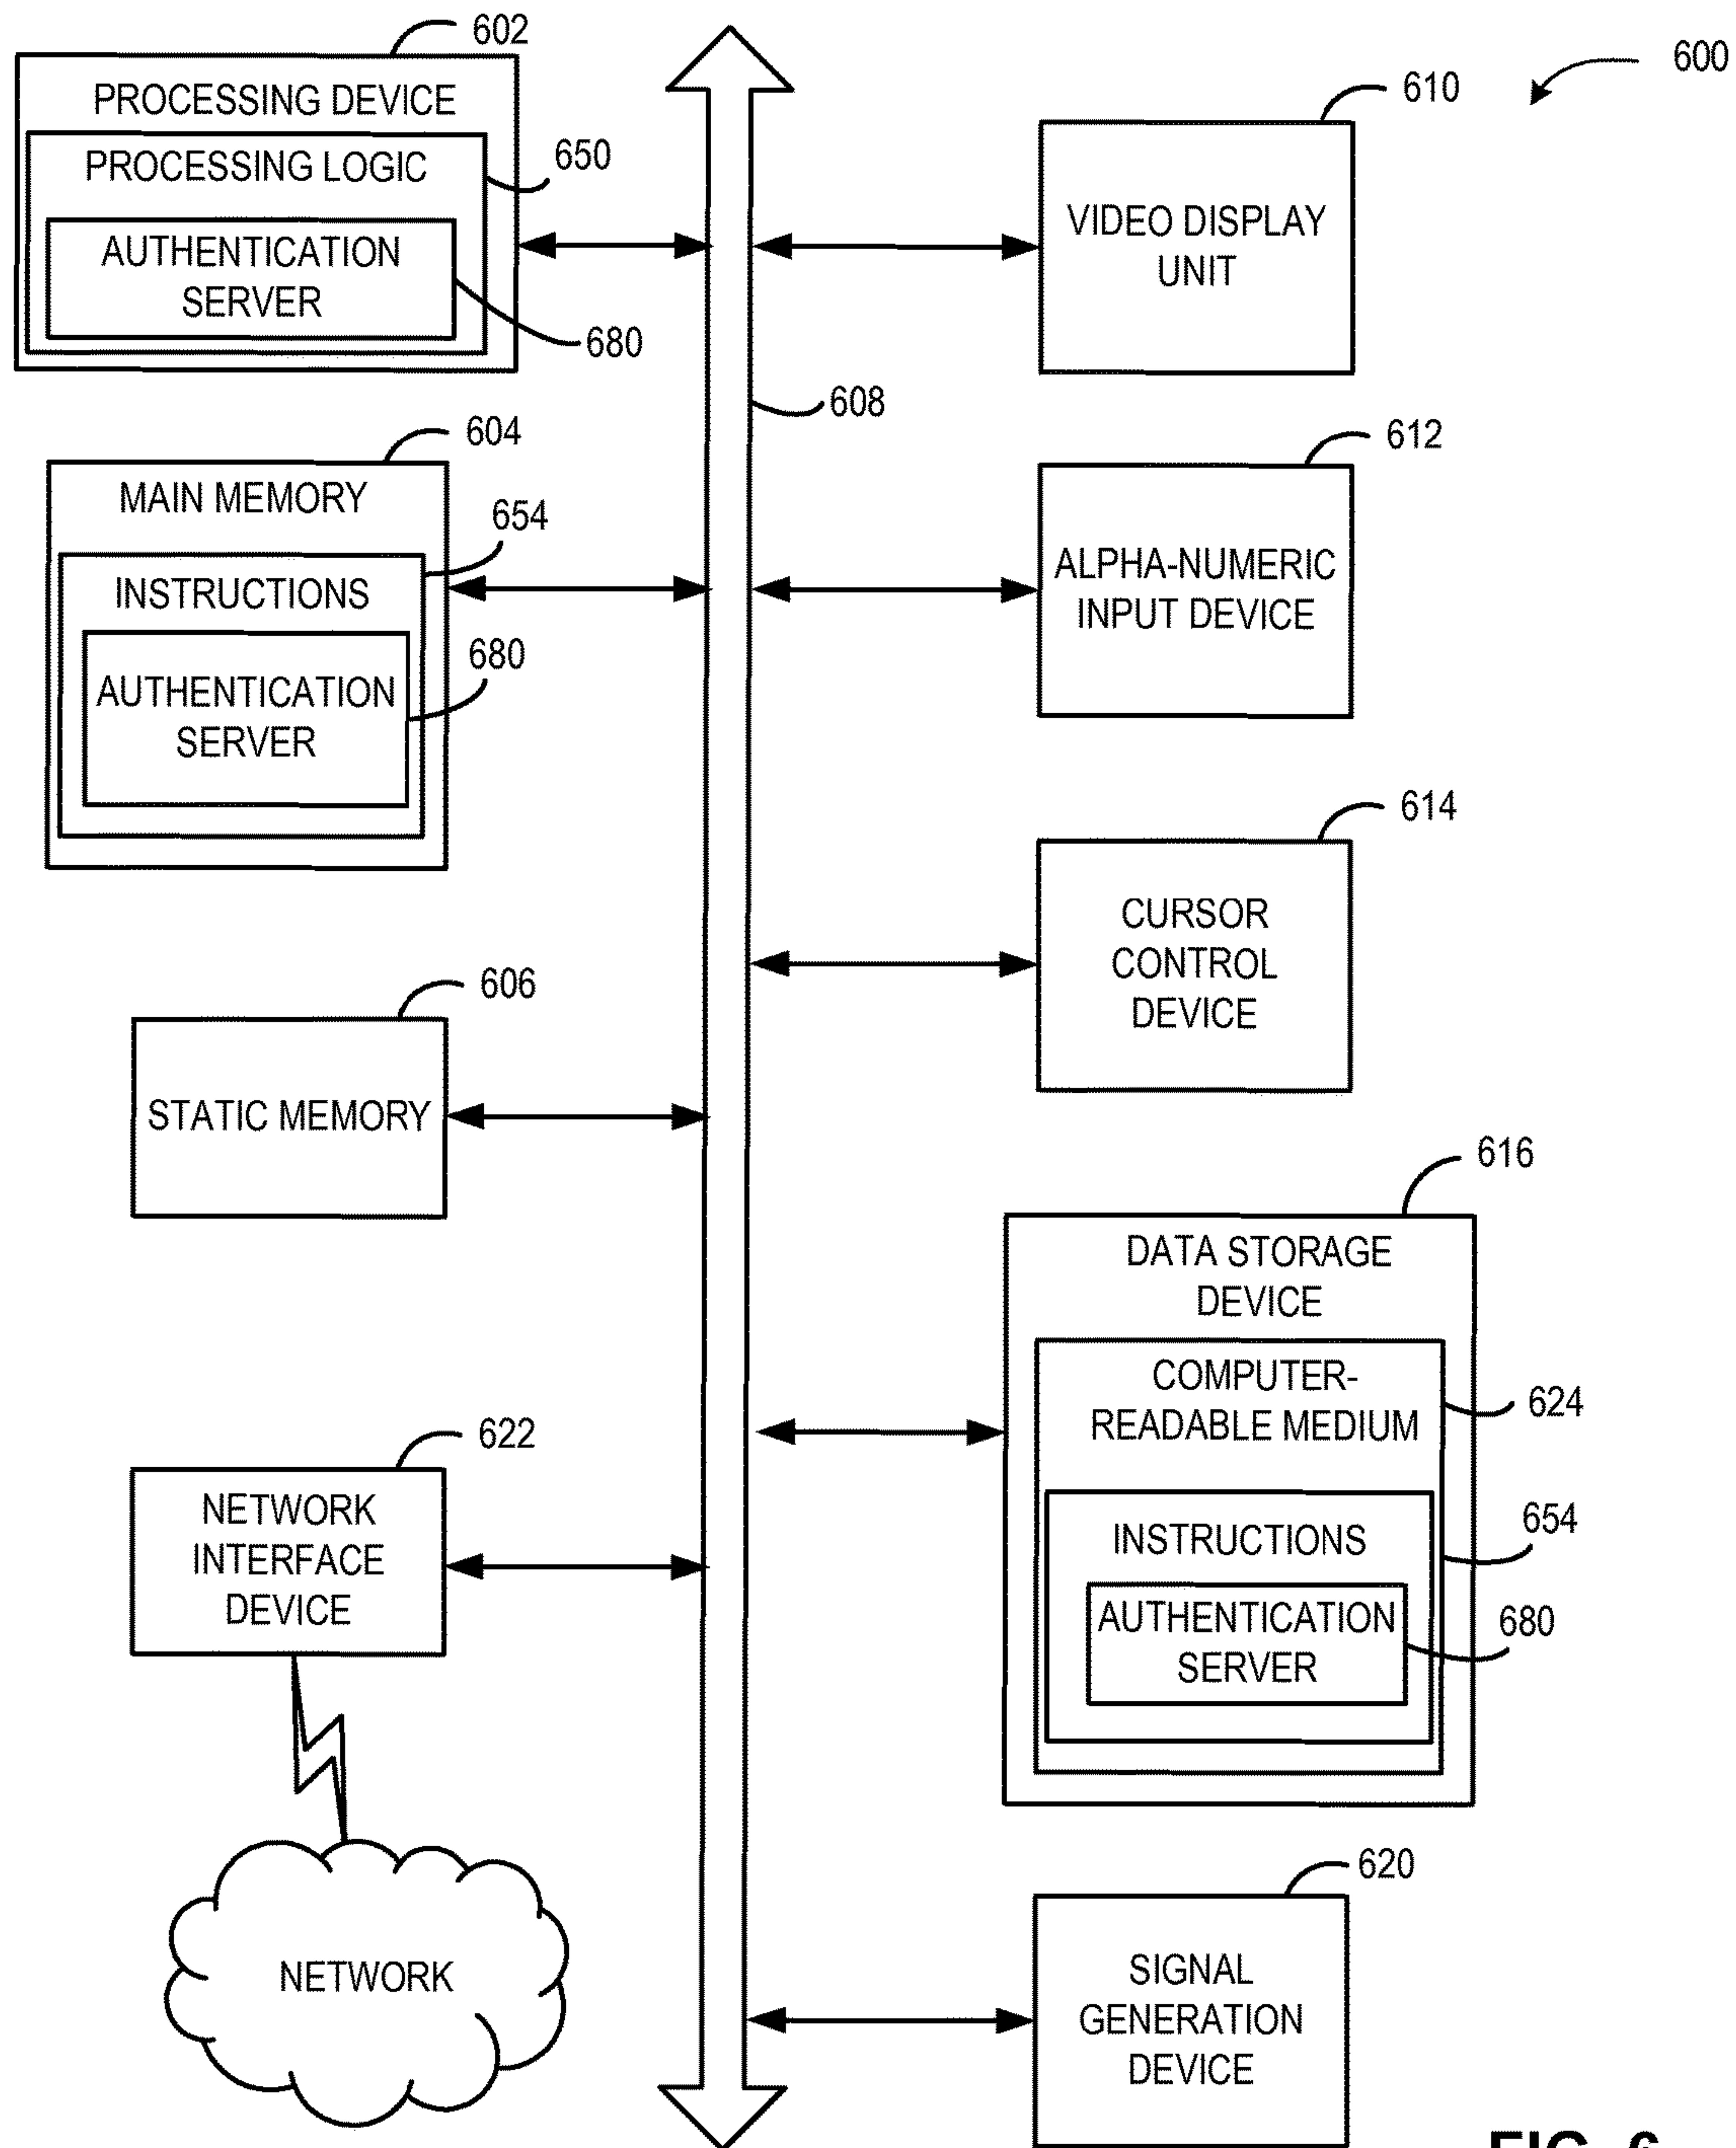 602
PROCESSING DEVICE
PROCESSING LOGIC
650
AUTHENTICATION
SERVER
680
604
MAIN MEMORY
654
INSTRUCTIONS
680
AUTHENTICATION
SERVER
606
STATIC MEMORY
622
NETWORK
INTERFACE
DEVICE
NETWORK
608
600
610
VIDEO DISPLAY
UNIT
612
ALPHA-NUMERIC
INPUT DEVICE
614
CURSOR
CONTROL
DEVICE
616
DATA STORAGE
DEVICE
COMPUTER-
READABLE MEDIUM
624
INSTRUCTIONS
654
AUTHENTICATION
SERVER
680
620
SIGNAL
GENERATION
DEVICE
FIG. 6